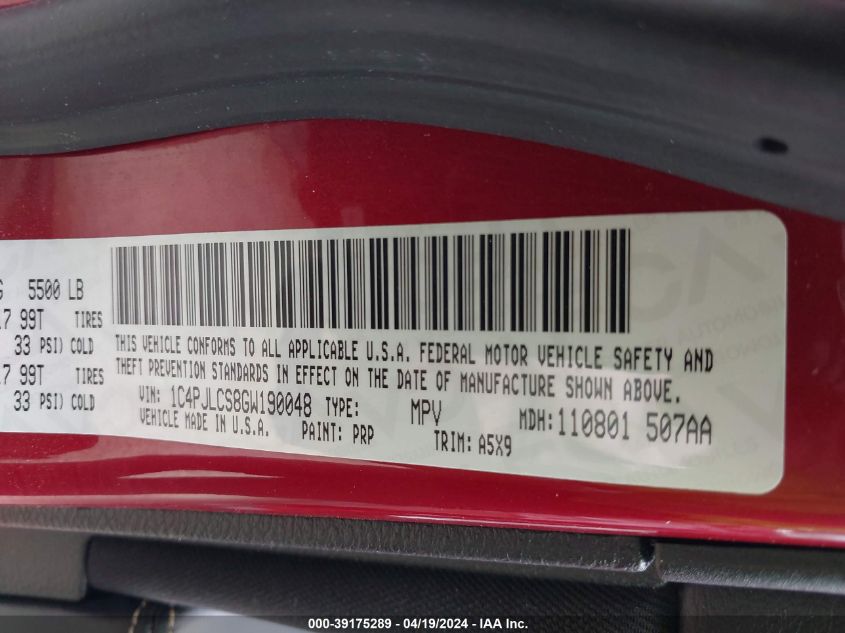 G 5500 LB
17 99T TIRES
33 PSI) COLD
17 99T TIRES
33 PSI) COLD
THIS VEHICLE CONFORMS TO ALL APPLICABLE U.S.A. FEDERAL MOTOR VEHICLE SAFETY AND
THEFT PREVENTION STANDARDS IN EFFECT ON THE DATE OF MANUFACTURE SHOWN ABOVE.
VIN: 1C4PJLCS8GW190048 TYPE: MPV MDH: 110801 507AA
VEHICLE MADE IN U.S.A. PAINT: PRP TRIM: A5X9
000-39175289 - 04/19/2024 - IAA Inc.